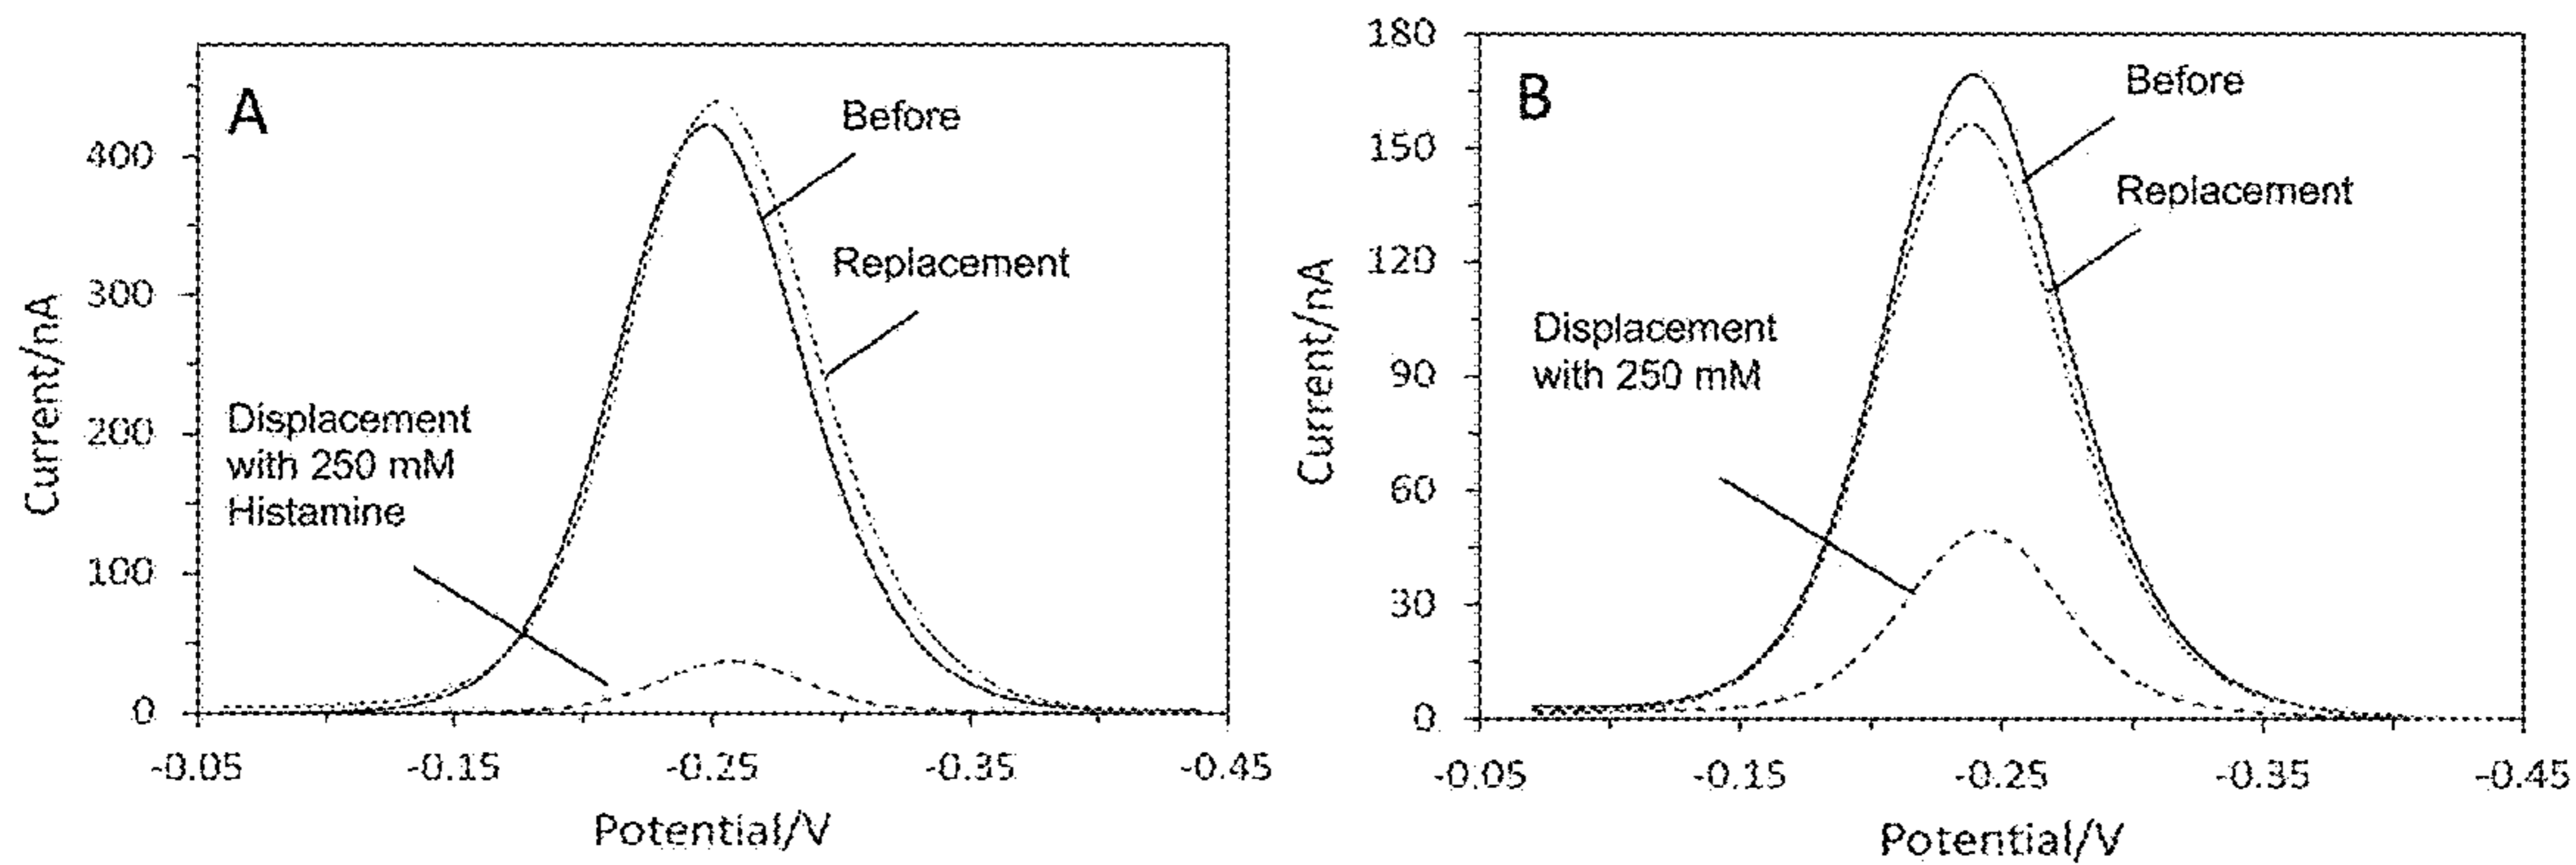 A
Before
Replacement
Displacement
with 250 mM
Histamine
400
300
200
100
0
Current/nA
-0.05 -0.15 -0.25 -0.35 -0.45
Potential/V
B
Before
Replacement
Displacement
with 250 mM
180
150
120
90
60
30
0
Current/nA
-0.05 -0.15 -0.25 -0.35 -0.45
Potential/V